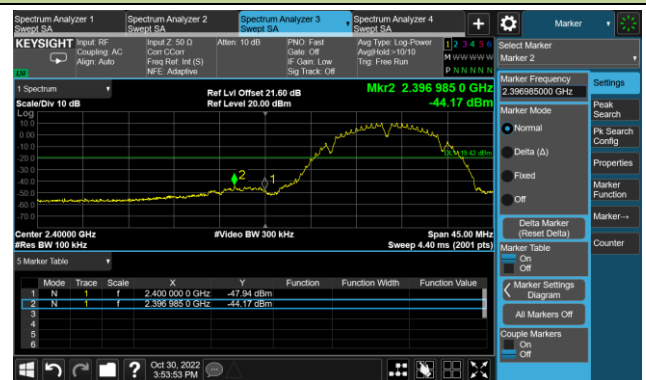 Spectrum Analyzer 1
Swept SA
Spectrum Analyzer 2
Swept SA
Spectrum Analyzer 3
Swept SA
Spectrum Analyzer 4
Swept SA
+
Marker
KEYSIGHT
Input: RF
Coupling: AC
Align: Auto
Input Z: 50 Ω
Corr CCorr
Freq Ref: Int (S)
NFE: Adaptive
Atten: 10 dB
PNO: Fast
Gate: Off
IF Gain: Low
Sig Track: Off
Avg Type: Log-Power
Avg|Hold >10/10
Trig: Free Run
1 2 3 4 5 6
M W W W W W
P N N N N N
Select Marker
Marker 2
1 Spectrum
Scale/Div 10 dB
Ref Lvl Offset 21.60 dB
Ref Level 20.00 dBm
Mkr2 2.396 985 0 GHz
-44.17 dBm
Log
10.0
0.00
-10.0
-20.0
-30.0
-40.0
-50.0
-60.0
-70.0
2
1
Center 2.40000 GHz
#Res BW 100 kHz
#Video BW 300 kHz
Span 45.00 MHz
Sweep 4.40 ms (2001 pts)
5 Marker Table
Mode Trace Scale X Y Function Function Width Function Value
1 N 1 f 2.400 000 0 GHz -47.94 dBm
2 N 1 f 2.396 985 0 GHz -44.17 dBm
3
4
5
6
Marker Frequency
2.396985000 GHz
Marker Mode
Normal
Delta (Δ)
Fixed
Off
Delta Marker
(Reset Delta)
Marker Table
On
Off
Marker Settings
Diagram
All Markers Off
Couple Markers
On
Off
Settings
Peak
Search
Pk Search
Config
Properties
Marker
Function
Marker→
Counter
?
Oct 30, 2022
3:53:53 PM